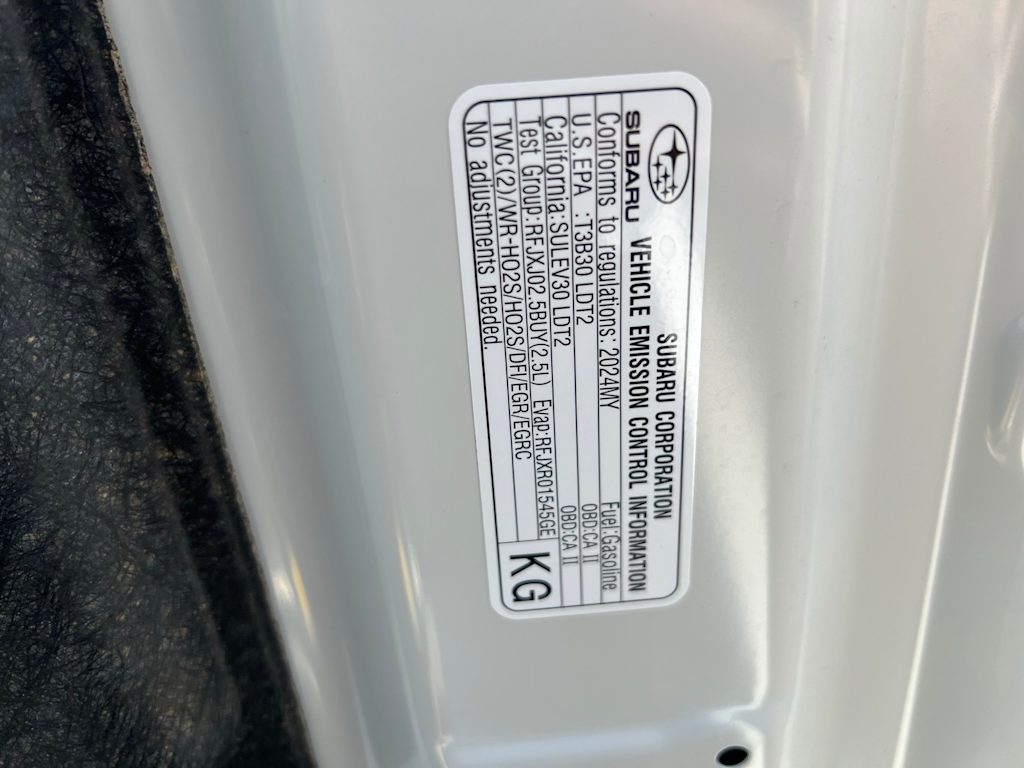 SUBARU CORPORATION
SUBARU VEHICLE EMISSION CONTROL INFORMATION
Conforms to regulations: 2024MY Fuel:Gasoline
U.S.EPA :T3B30 LDT2 OBD:CA II
California:SULEV30 LDT2 OBD:CA II
Test Group:RFJXJ02.5BUY(2.5L) Evap:RFJXR01545GE
TWC(2)/WR-HO2S/HO2S/DFI/EGR/EGRC
No adjustments needed.
KG